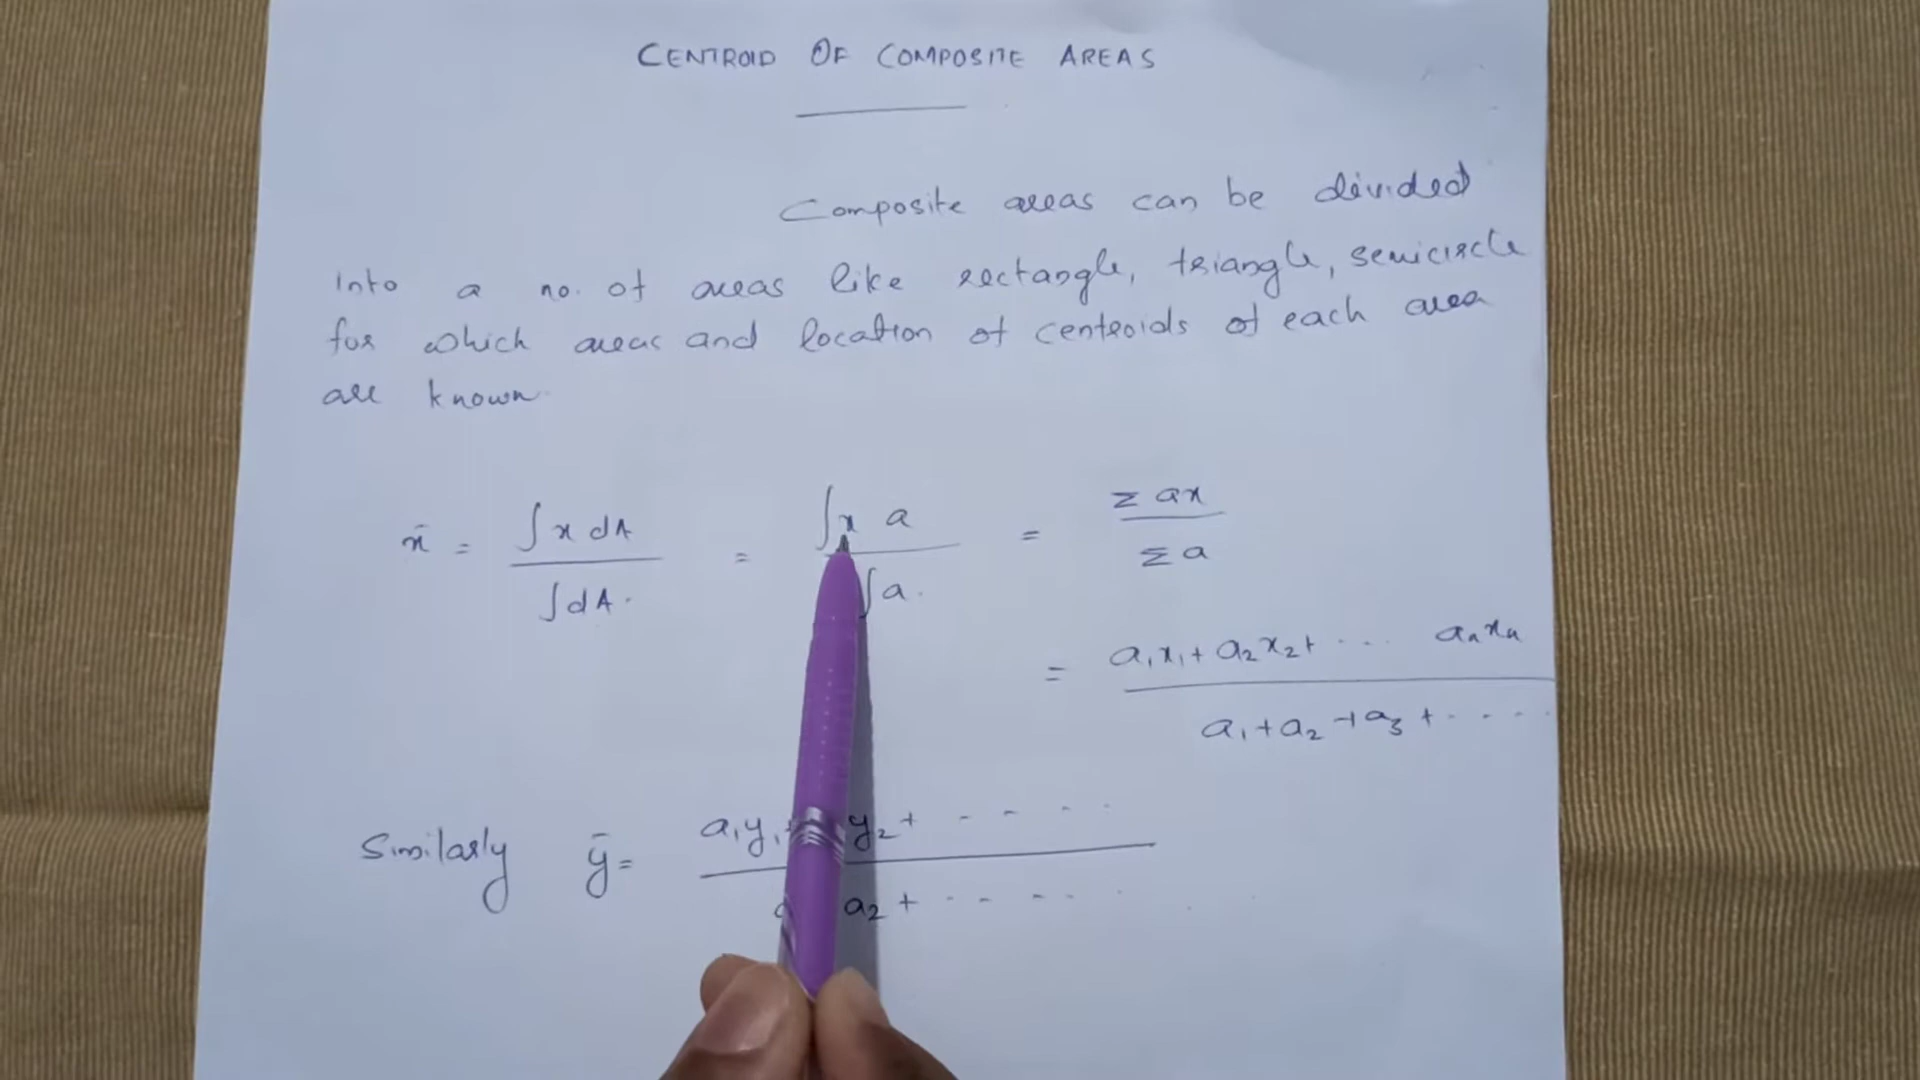 CENTROID OF COMPOSITE AREAS
Composite areas can be divided
Into a no. of areas like rectangle, triangle, semicircle
for which areas and location of centroids of each area
are known.
x̄ = ∫x dA / ∫dA. = ∫x a / ∫a. = Σ ax / Σ a
= a₁x₁ + a₂x₂ + ... aₙxₙ / a₁ + a₂ + a₃ + ....
Similarly ȳ = a₁y₁ + y₂ + - - - - / a₂ + - - - -